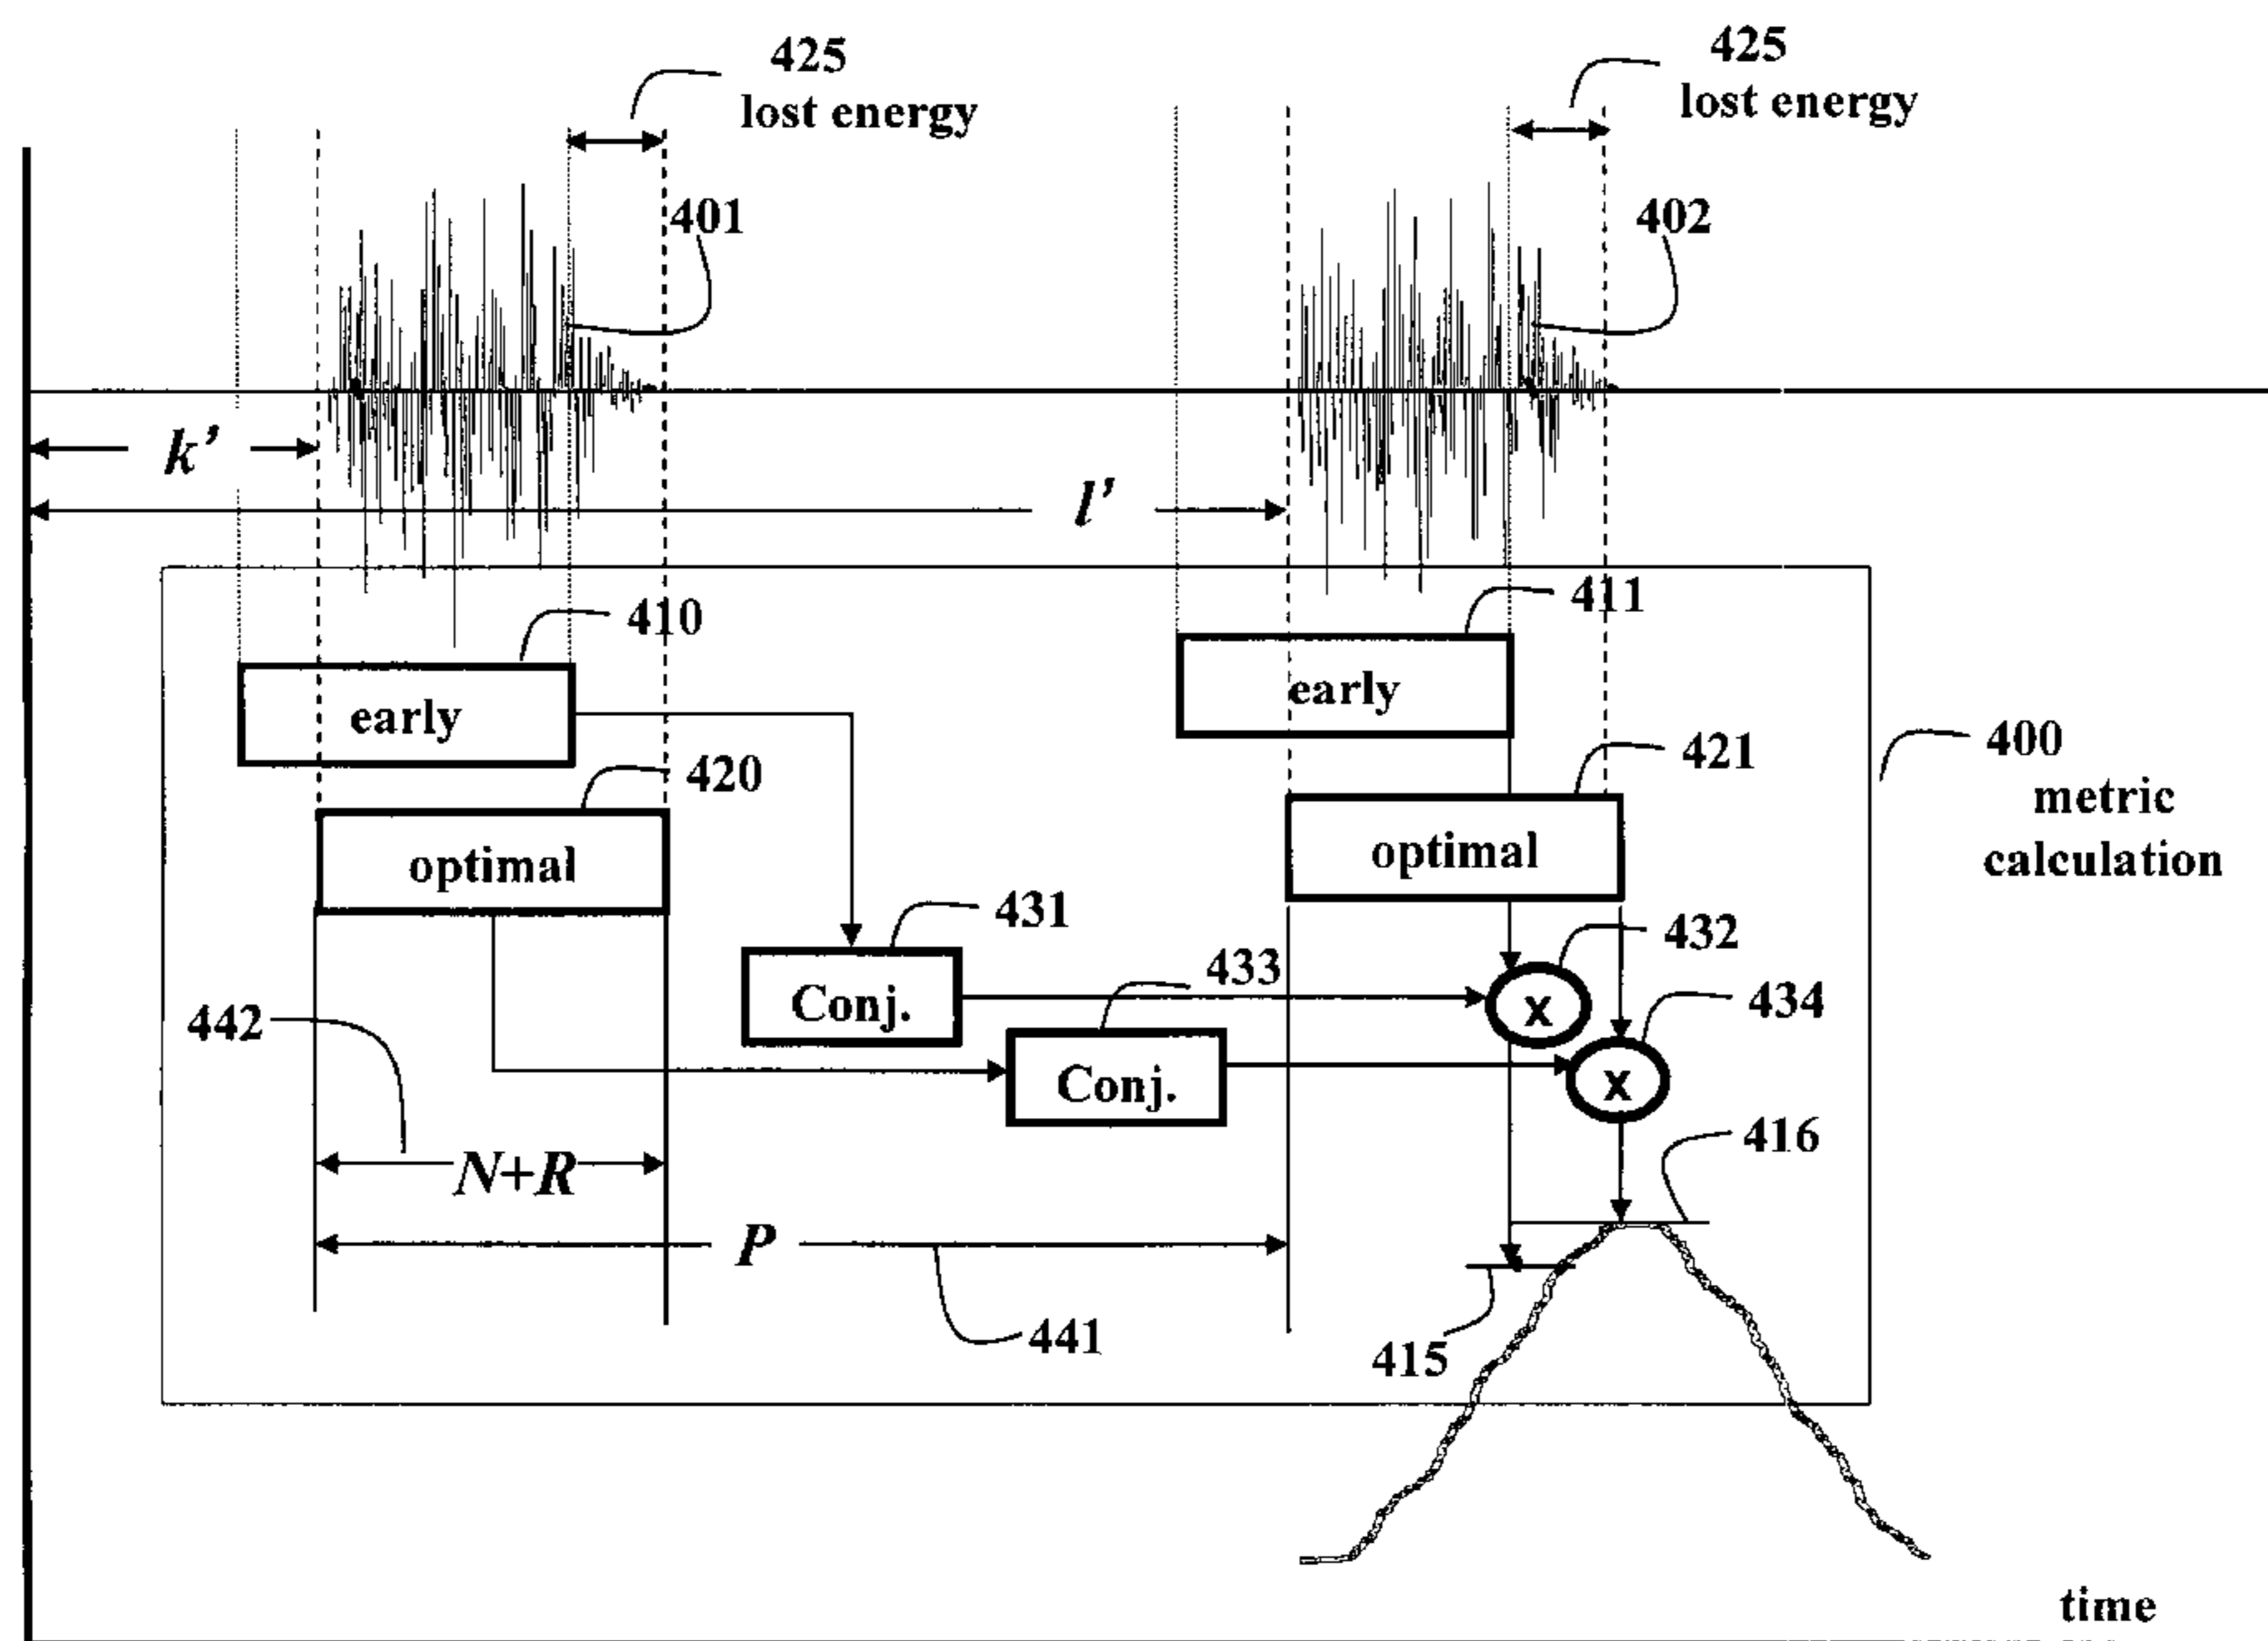 425
lost energy
425
lost energy
401
402
k'
l'
410
411
early
early
420
421
400
metric
calculation
optimal
optimal
431
432
433
434
442
Conj.
x
Conj.
x
416
N+R
P
441
415
time